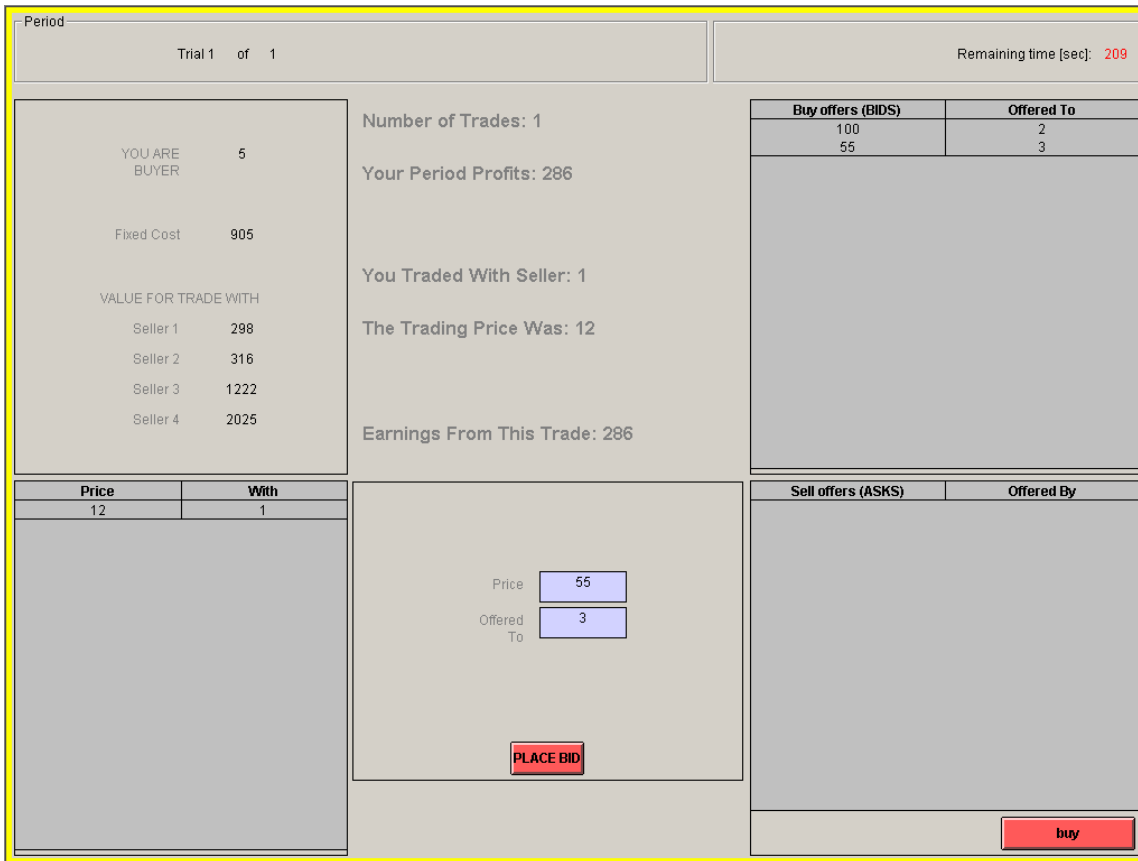 Period
Trial 1 of 1
Remaining time [sec]: 209
YOU ARE BUYER 5
Fixed Cost 905
VALUE FOR TRADE WITH
Seller 1 298
Seller 2 316
Seller 3 1222
Seller 4 2025
Number of Trades: 1
Your Period Profits: 286
You Traded With Seller: 1
The Trading Price Was: 12
Earnings From This Trade: 286
Buy offers (BIDS) Offered To
100 2
55 3
Price With
12 1
Price 55
Offered To 3
PLACE BID
Sell offers (ASKS) Offered By
buy